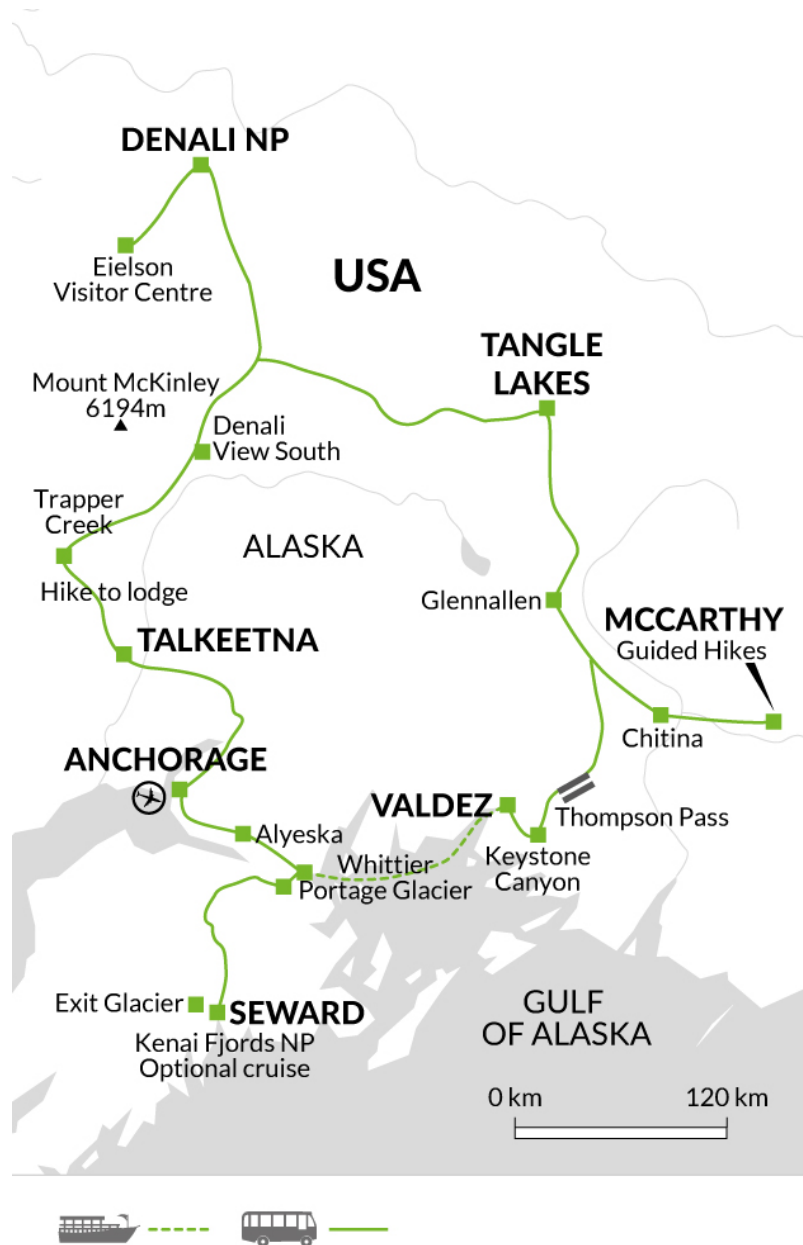 DENALI NP
Eielson
Visitor Centre
USA
TANGLE
LAKES
Mount McKinley
6194m
Denali
View South
Trapper
Creek
ALASKA
Hike to lodge
Glennallen
MCCARTHY
Guided Hikes
TALKEETNA
Chitina
ANCHORAGE
VALDEZ
Thompson Pass
Alyeska
Whittier
Keystone
Canyon
Portage Glacier
Exit Glacier
SEWARD
Kenai Fjords NP
Optional cruise
GULF
OF ALASKA
0 km
120 km